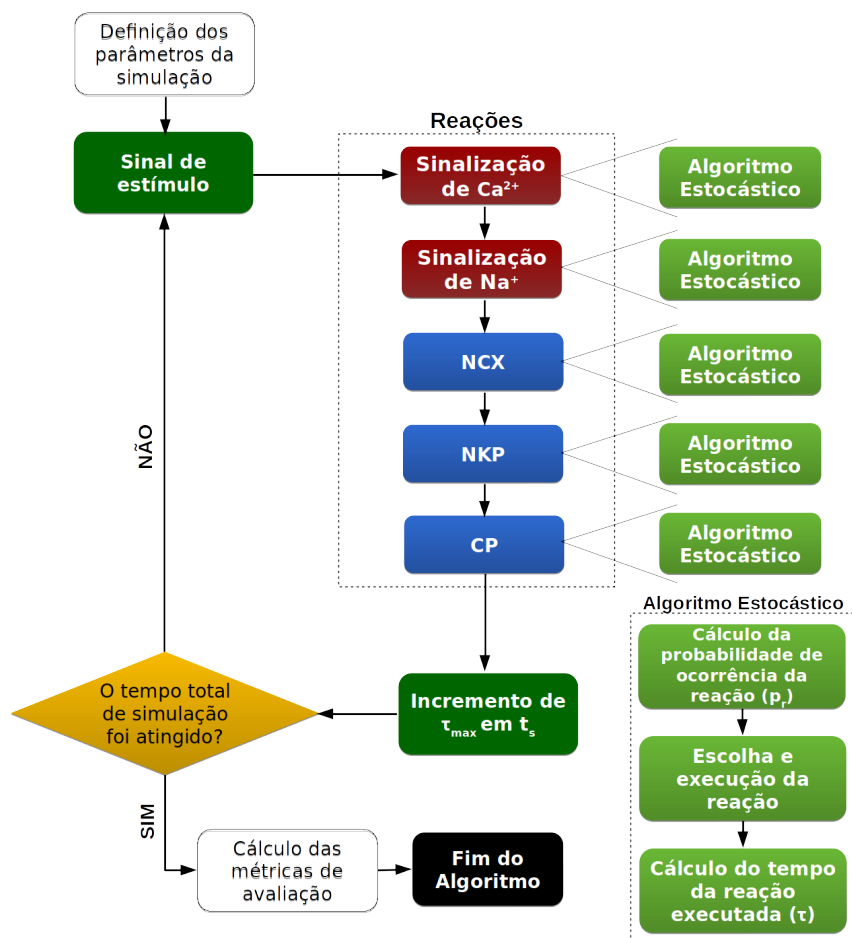 Definição dos
parâmetros da
simulação
Sinal de
estímulo
Reações
Sinalização
de Ca²⁺
Algoritmo
Estocástico
Sinalização
de Na⁺
Algoritmo
Estocástico
NCX
Algoritmo
Estocástico
NKP
Algoritmo
Estocástico
CP
Algoritmo
Estocástico
NÃO
O tempo total
de simulação
foi atingido?
Incremento de
τmax em ts
SIM
Cálculo das
métricas de
avaliação
Fim do
Algoritmo
Algoritmo Estocástico
Cálculo da
probabilidade de
ocorrência da
reação (pr)
Escolha e
execução da
reação
Cálculo do tempo
da reação
executada (τ)